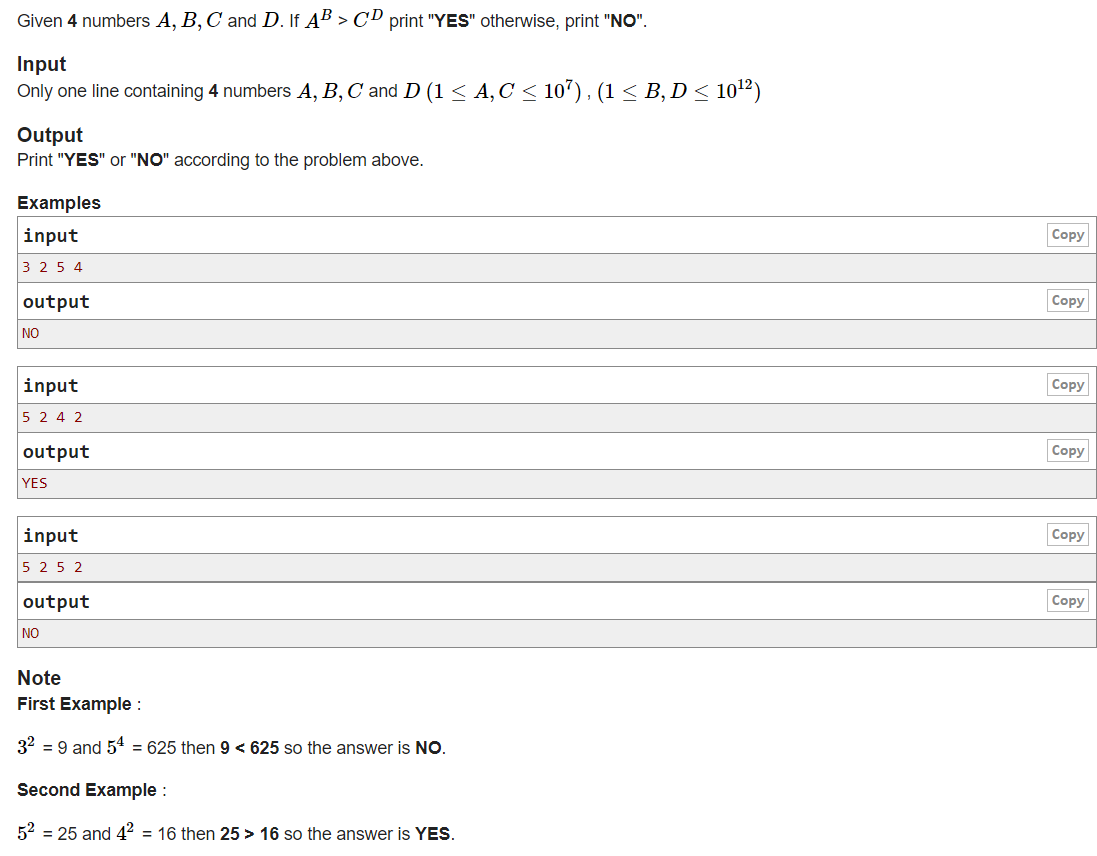 Given 4 numbers A, B, C and D. If A^B > C^D print "YES" otherwise, print "NO".
Input
Only one line containing 4 numbers A, B, C and D (1 ≤ A, C ≤ 10^7) , (1 ≤ B, D ≤ 10^12)
Output
Print "YES" or "NO" according to the problem above.
Examples
input Copy
3 2 5 4
output Copy
NO
input Copy
5 2 4 2
output Copy
YES
input Copy
5 2 5 2
output Copy
NO
Note
First Example :
3^2 = 9 and 5^4 = 625 then 9 < 625 so the answer is NO.
Second Example :
5^2 = 25 and 4^2 = 16 then 25 > 16 so the answer is YES.